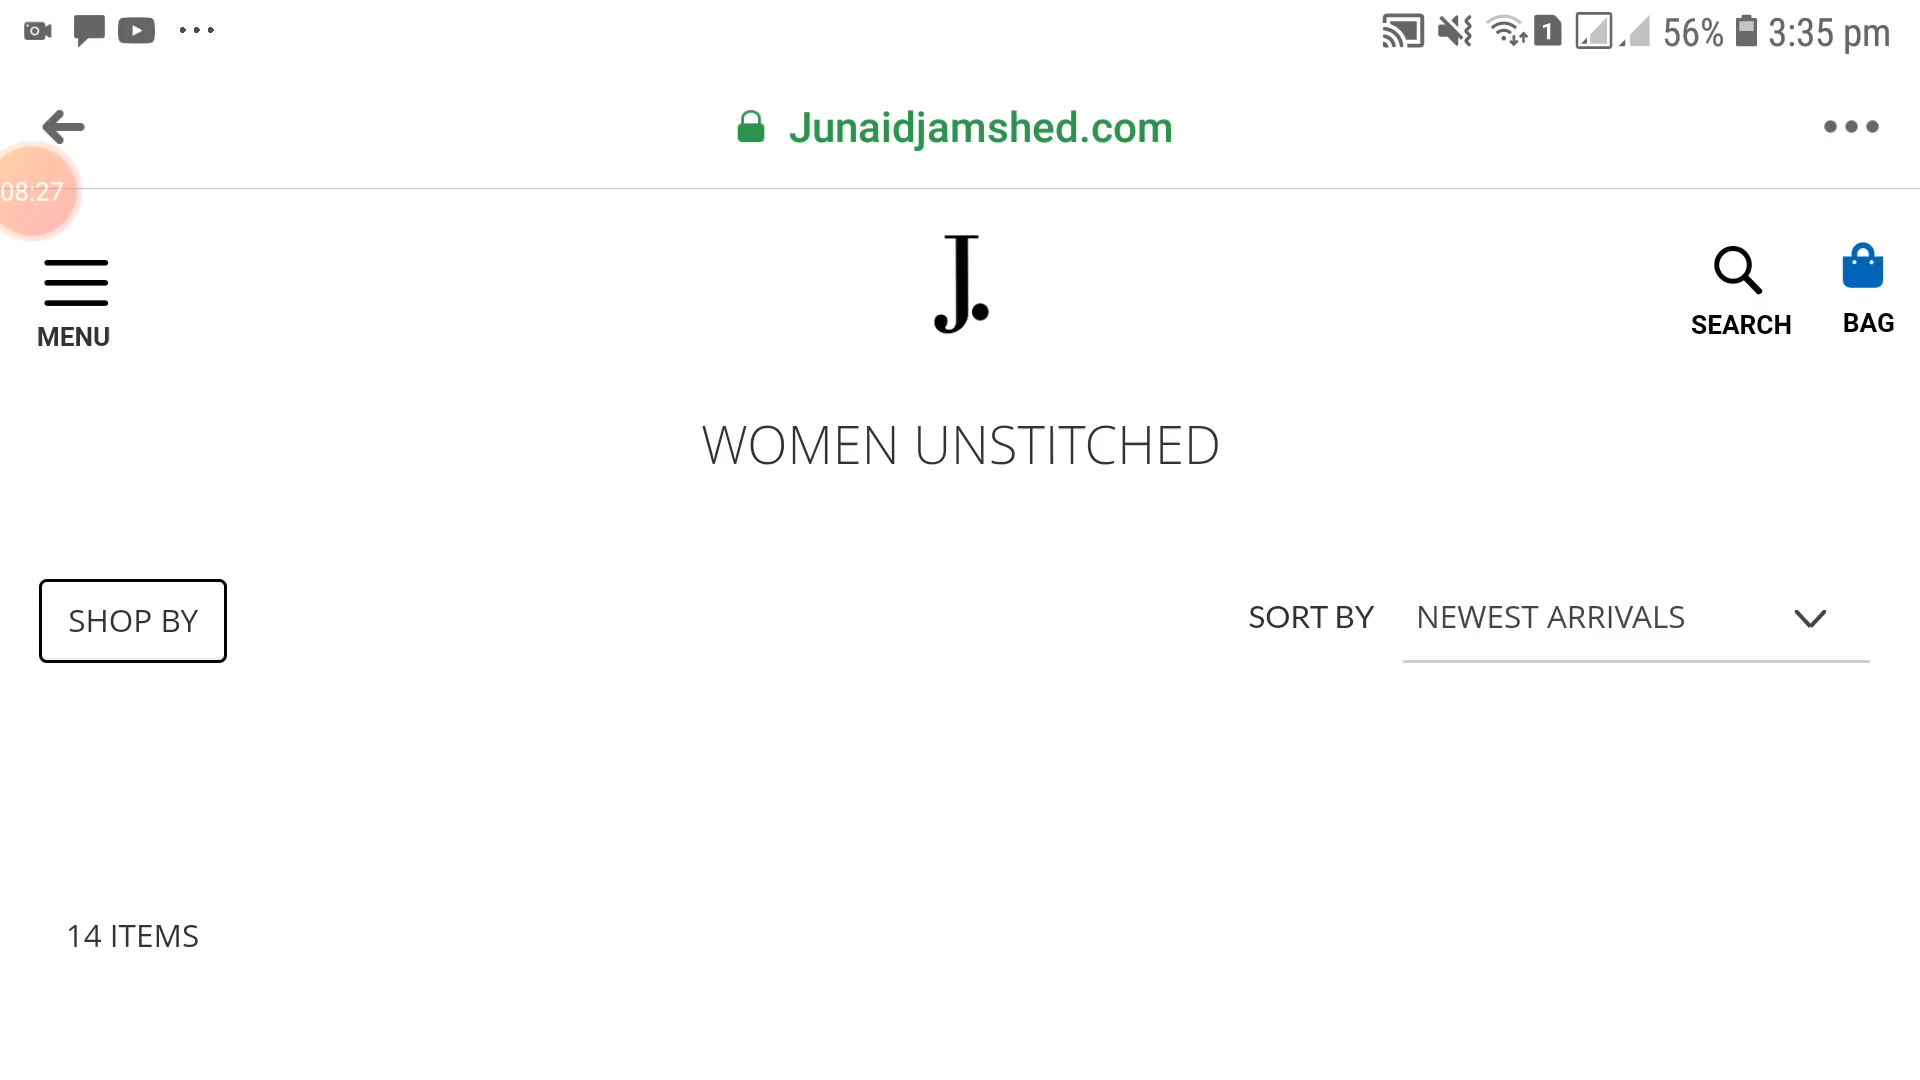 1 56% 3:35 pm
Junaidjamshed.com
08:27
J.
MENU
SEARCH
BAG
WOMEN UNSTITCHED
SHOP BY
SORT BY NEWEST ARRIVALS
14 ITEMS